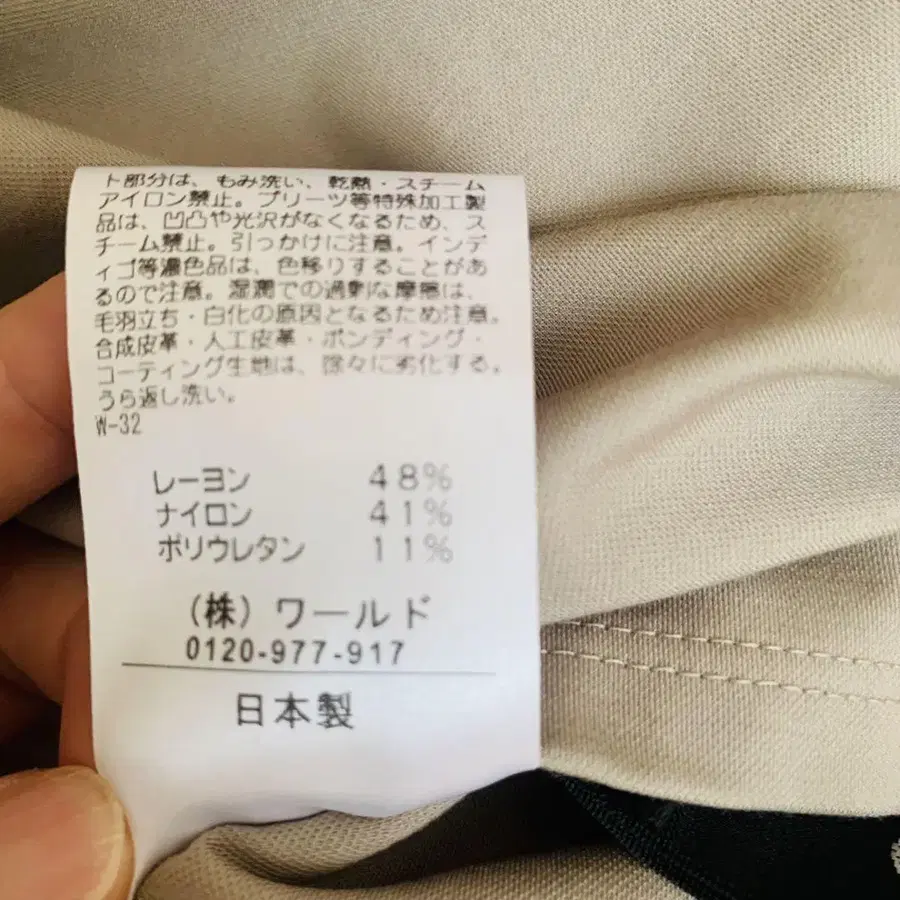 ト部分は、もみ洗い、乾熱・スチーム
アイロン禁止。プリーツ等特殊加工製
品は、凹凸や光沢がなくなるため、ス
チーム禁止。引っかけに注意。インデ
ィゴ等濃色品は、色移りすることがあ
るので注意。湿潤での過剰な摩擦は、
毛羽立ち・白化の原因となるため注意。
合成皮革・人工皮革・ボンディング・
コーティング生地は、徐々に劣化する。
うら返し洗い。
W-32
レーヨン 48%
ナイロン 41%
ポリウレタン 11%
（株）ワールド
0120-977-917
日本製